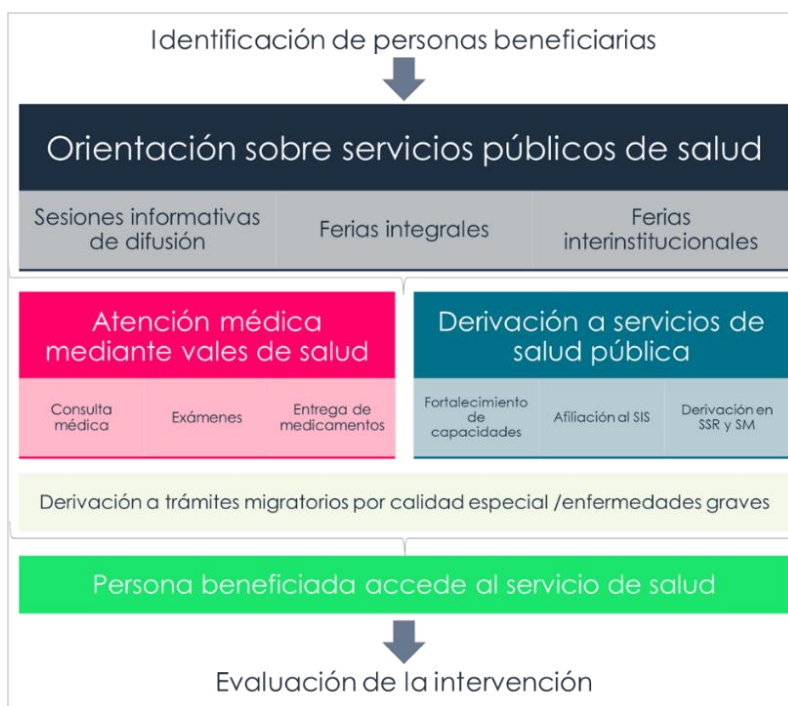 Identificación de personas beneficiarias
Orientación sobre servicios públicos de salud
Sesiones informativas
de difusión
Ferias integrales
Ferias
interinstitucionales
Atención médica
mediante vales de salud
Consulta
médica
Exámenes
Entrega de
medicamentos
Derivación a servicios de
salud pública
Fortalecimiento
de
capacidades
Afiliación al SIS
Derivación en
SSR y SM
Derivación a trámites migratorios por calidad especial /enfermedades graves
Persona beneficiada accede al servicio de salud
Evaluación de la intervención